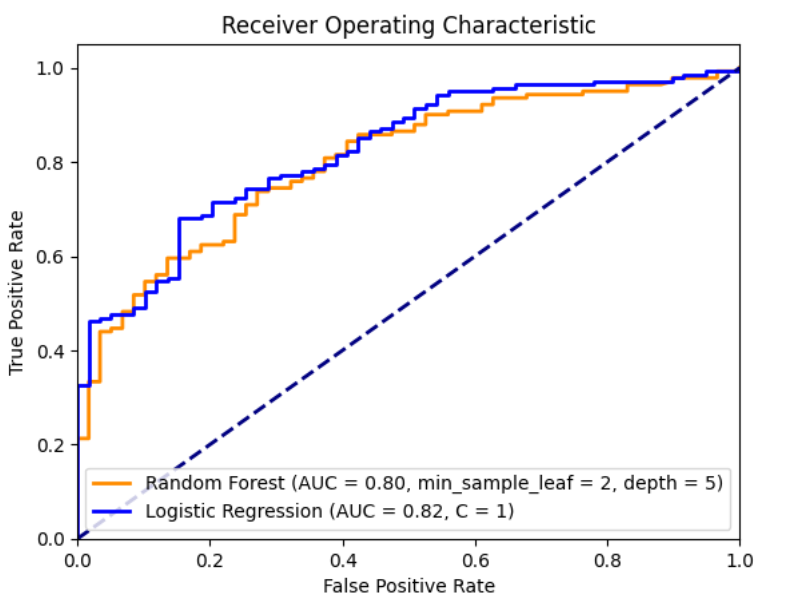 Receiver Operating Characteristic
True Positive Rate
1.0
0.8
0.6
0.4
0.2
0.0
Random Forest (AUC = 0.80, min_sample_leaf = 2, depth = 5)
Logistic Regression (AUC = 0.82, C = 1)
0.0 0.2 0.4 0.6 0.8 1.0
False Positive Rate